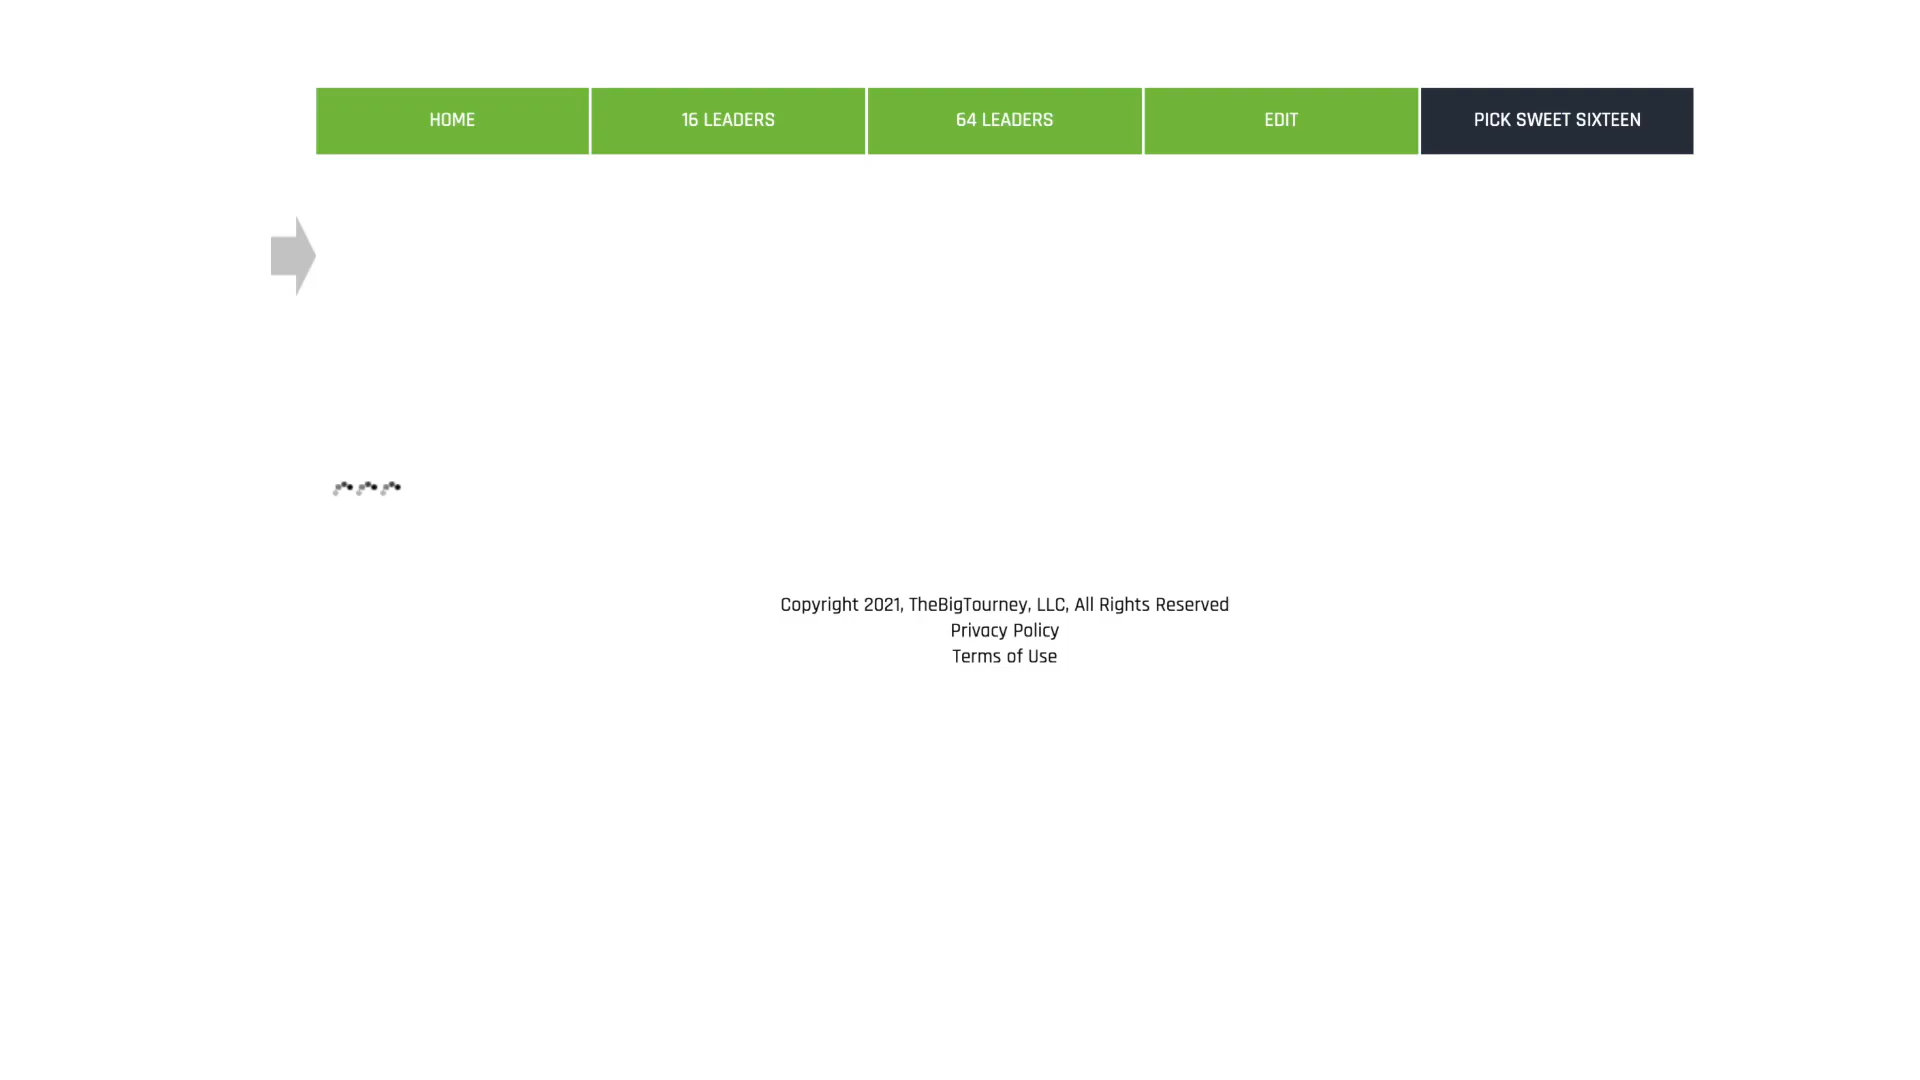 HOME
16 LEADERS
64 LEADERS
EDIT
PICK SWEET SIXTEEN
Copyright 2021, TheBigTourney, LLC, All Rights Reserved
Privacy Policy
Terms of Use